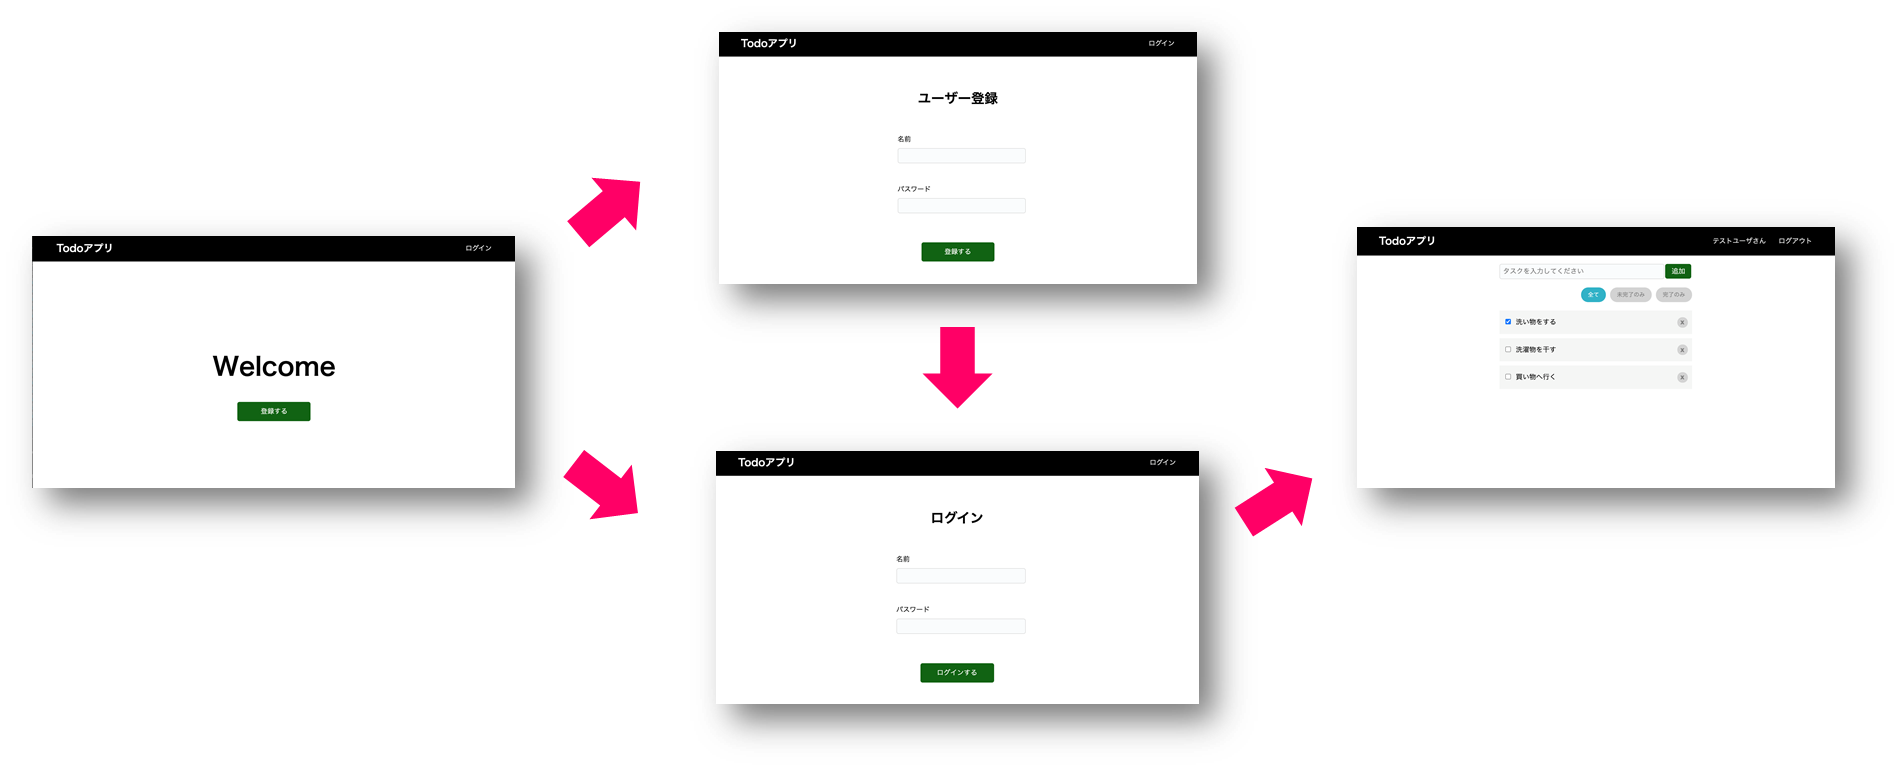 Todoアプリ
ログイン
Welcome
登録する
Todoアプリ
ログイン
ユーザー登録
名前
パスワード
登録する
Todoアプリ
ログイン
ログイン
名前
パスワード
ログインする
Todoアプリ
テストユーザさん
ログアウト
タスクを入力してください
追加
全て
未完了のみ
完了のみ
洗い物をする
x
洗濯物を干す
x
買い物へ行く
x